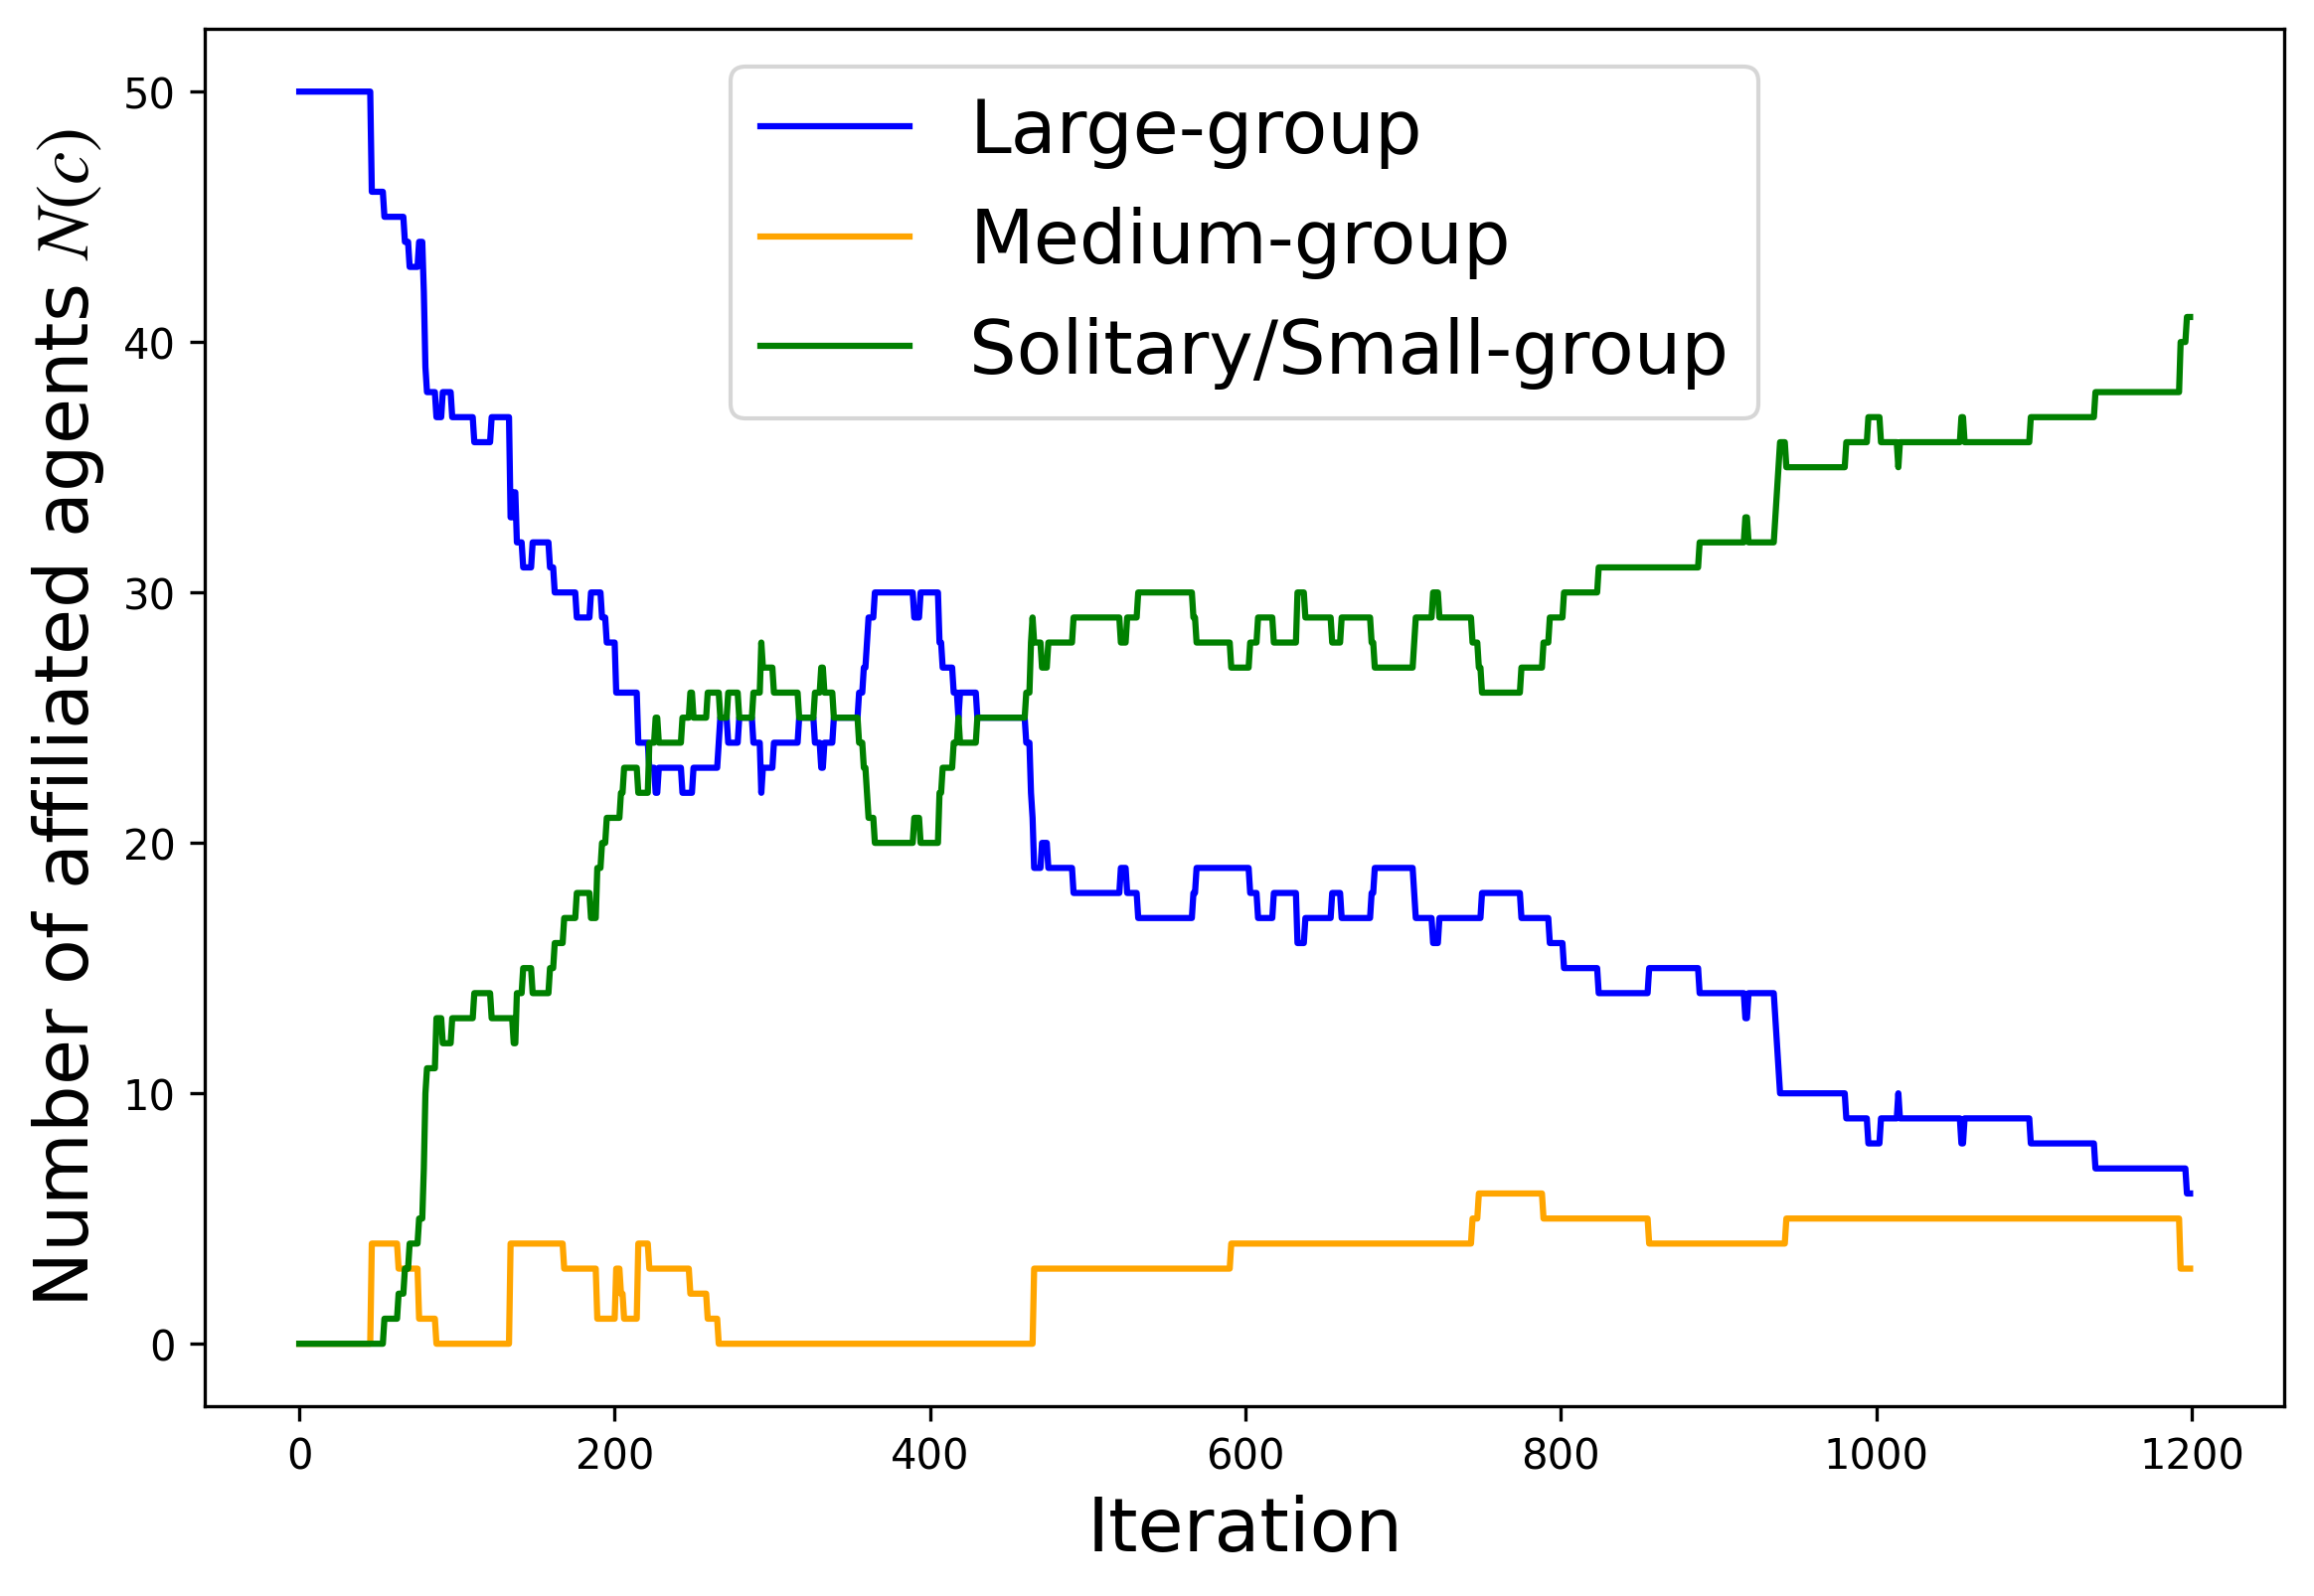 Number of affiliated agents N(c)
50
40
30
20
10
0
Large-group
Medium-group
Solitary/Small-group
0 200 400 600 800 1000 1200
Iteration